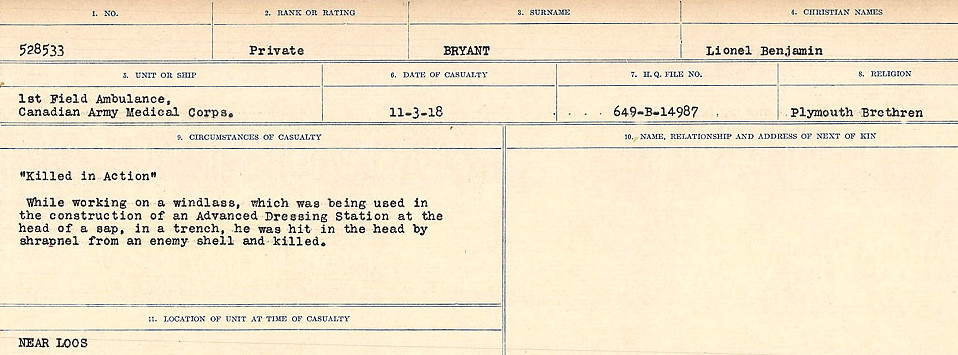 1. NO. 2. RANK OR RATING 3. SURNAME 4. CHRISTIAN NAMES
528533 Private BRYANT Lionel Benjamin
5. UNIT OR SHIP 6. DATE OF CASUALTY 7. H.Q. FILE NO. 8. RELIGION
1st Field Ambulance,
Canadian Army Medical Corps. 11-3-18 649-B-14987 Plymouth Brethren
9. CIRCUMSTANCES OF CASUALTY 10. NAME, RELATIONSHIP AND ADDRESS OF NEXT OF KIN
"Killed in Action"
While working on a windlass, which was being used in
the construction of an Advanced Dressing Station at the
head of a sap, in a trench, he was hit in the head by
shrapnel from an enemy shell and killed.
11. LOCATION OF UNIT AT TIME OF CASUALTY
NEAR LOOS